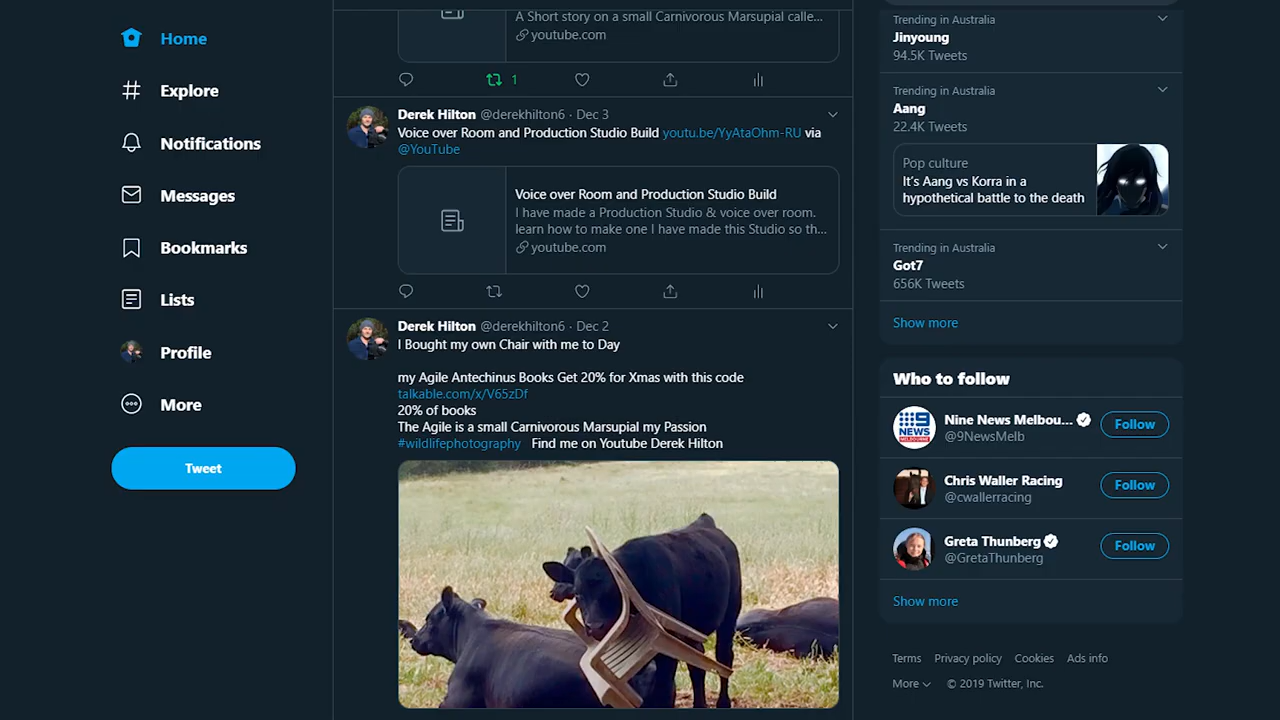 Home
Explore
Notifications
Messages
Bookmarks
Lists
Profile
More
Tweet
A Short story on a small Carnivorous Marsupial calle...
youtube.com
1
Derek Hilton @derekhilton6 · Dec 3
Voice over Room and Production Studio Build youtu.be/YyAtaOhm-RU via
@YouTube
Voice over Room and Production Studio Build
I have made a Production Studio & voice over room.
learn how to make one I have made this Studio so th...
youtube.com
Derek Hilton @derekhilton6 · Dec 2
I Bought my own Chair with me to Day
my Agile Antechinus Books Get 20% for Xmas with this code
talkable.com/x/V65zDf
20% of books
The Agile is a small Carnivorous Marsupial my Passion
#wildlifephotography Find me on Youtube Derek Hilton
Trending in Australia
Jinyoung
94.5K Tweets
Trending in Australia
Aang
22.4K Tweets
Pop culture
It's Aang vs Korra in a
hypothetical battle to the death
Trending in Australia
Got7
656K Tweets
Show more
Who to follow
9
NEWS
MELBOURNE
Nine News Melbou...
@9NewsMelb
Follow
Chris Waller Racing
@cwallerracing
Follow
Greta Thunberg
@GretaThunberg
Follow
Show more
Terms Privacy policy Cookies Ads info
More © 2019 Twitter, Inc.